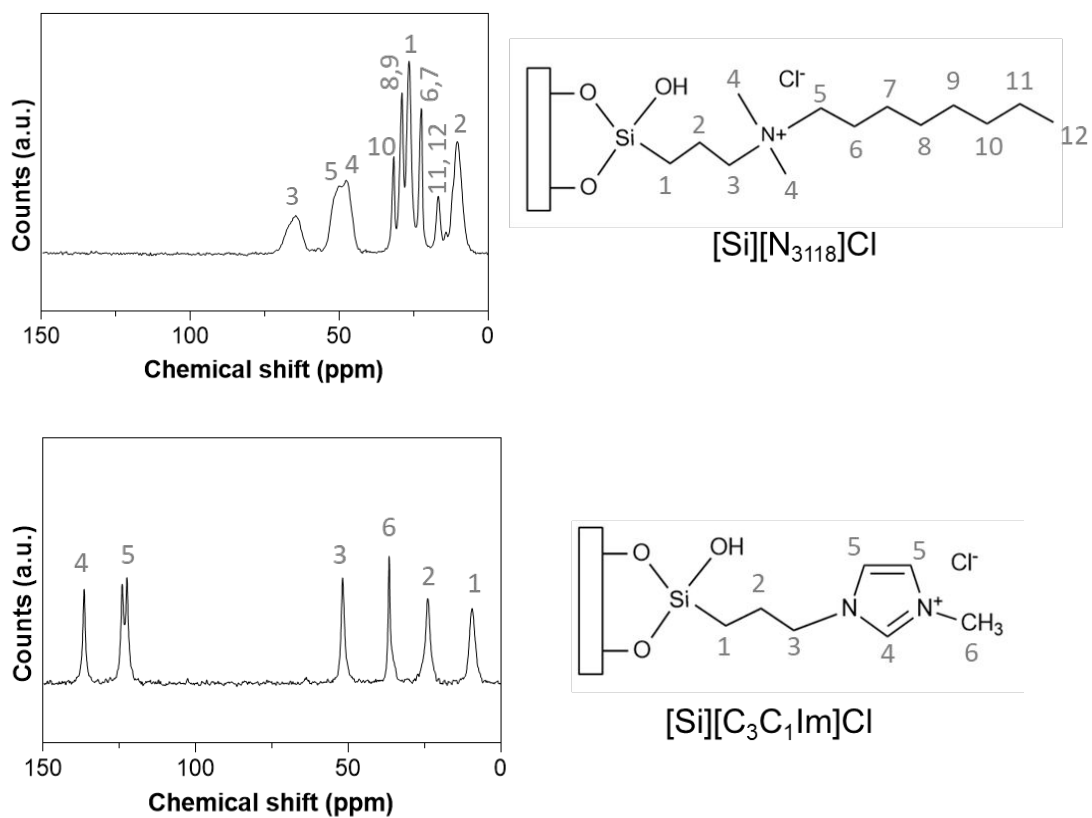 Counts (a.u.)
3
5
4
10
8,9
1
6,7
11, 12
2
150
100
50
0
Chemical shift (ppm)
O
O
Si
OH
1
2
3
4
N+
4
Cl-
5
6
7
8
9
10
11
12
[Si][N3118]Cl
Counts (a.u.)
4
5
3
6
2
1
150
100
50
0
Chemical shift (ppm)
O
O
Si
OH
1
2
3
N
5
5
4
N+
Cl-
CH3
6
[Si][C3C1Im]Cl